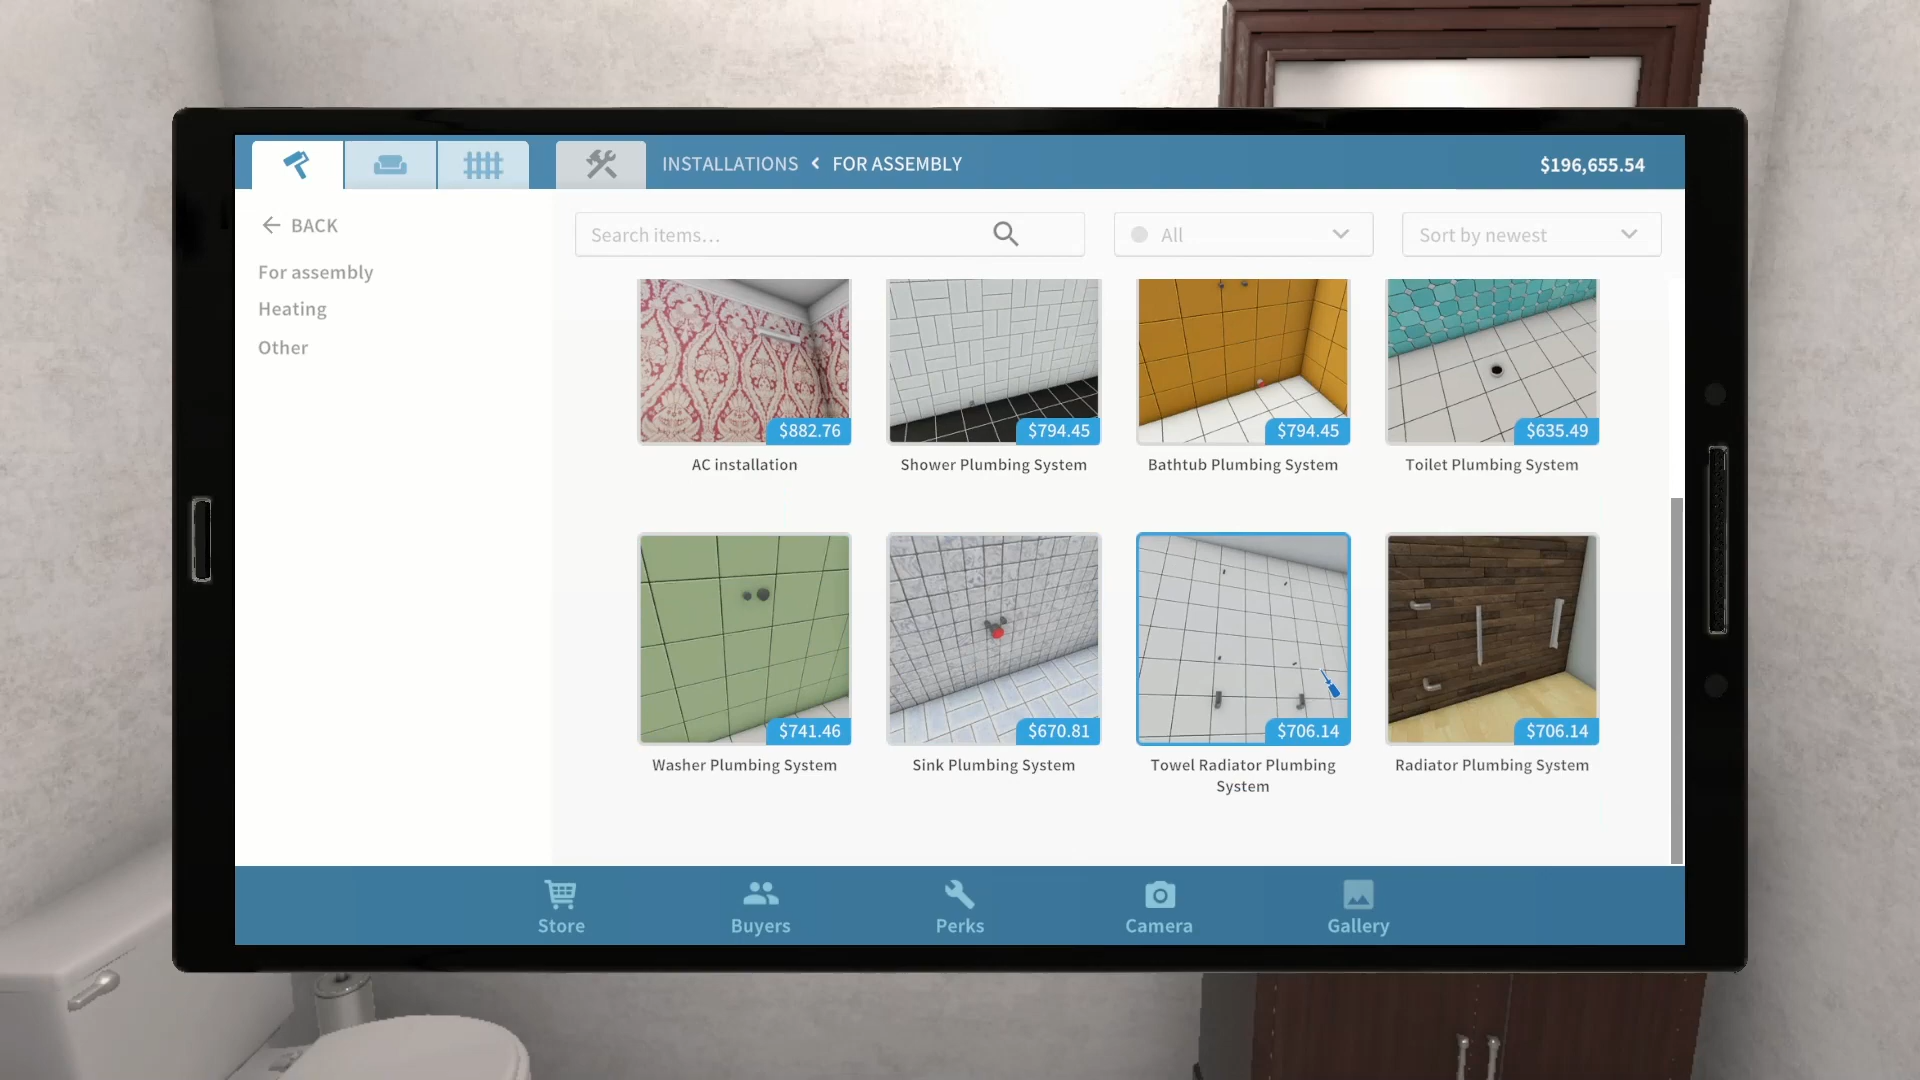 INSTALLATIONS < FOR ASSEMBLY
$196,655.54
BACK
For assembly
Heating
Other
Search items...
All
Sort by newest
$882.76
$794.45
$794.45
$635.49
AC installation
Shower Plumbing System
Bathtub Plumbing System
Toilet Plumbing System
$741.46
$670.81
$706.14
$706.14
Washer Plumbing System
Sink Plumbing System
Towel Radiator Plumbing
System
Radiator Plumbing System
Store
Buyers
Perks
Camera
Gallery